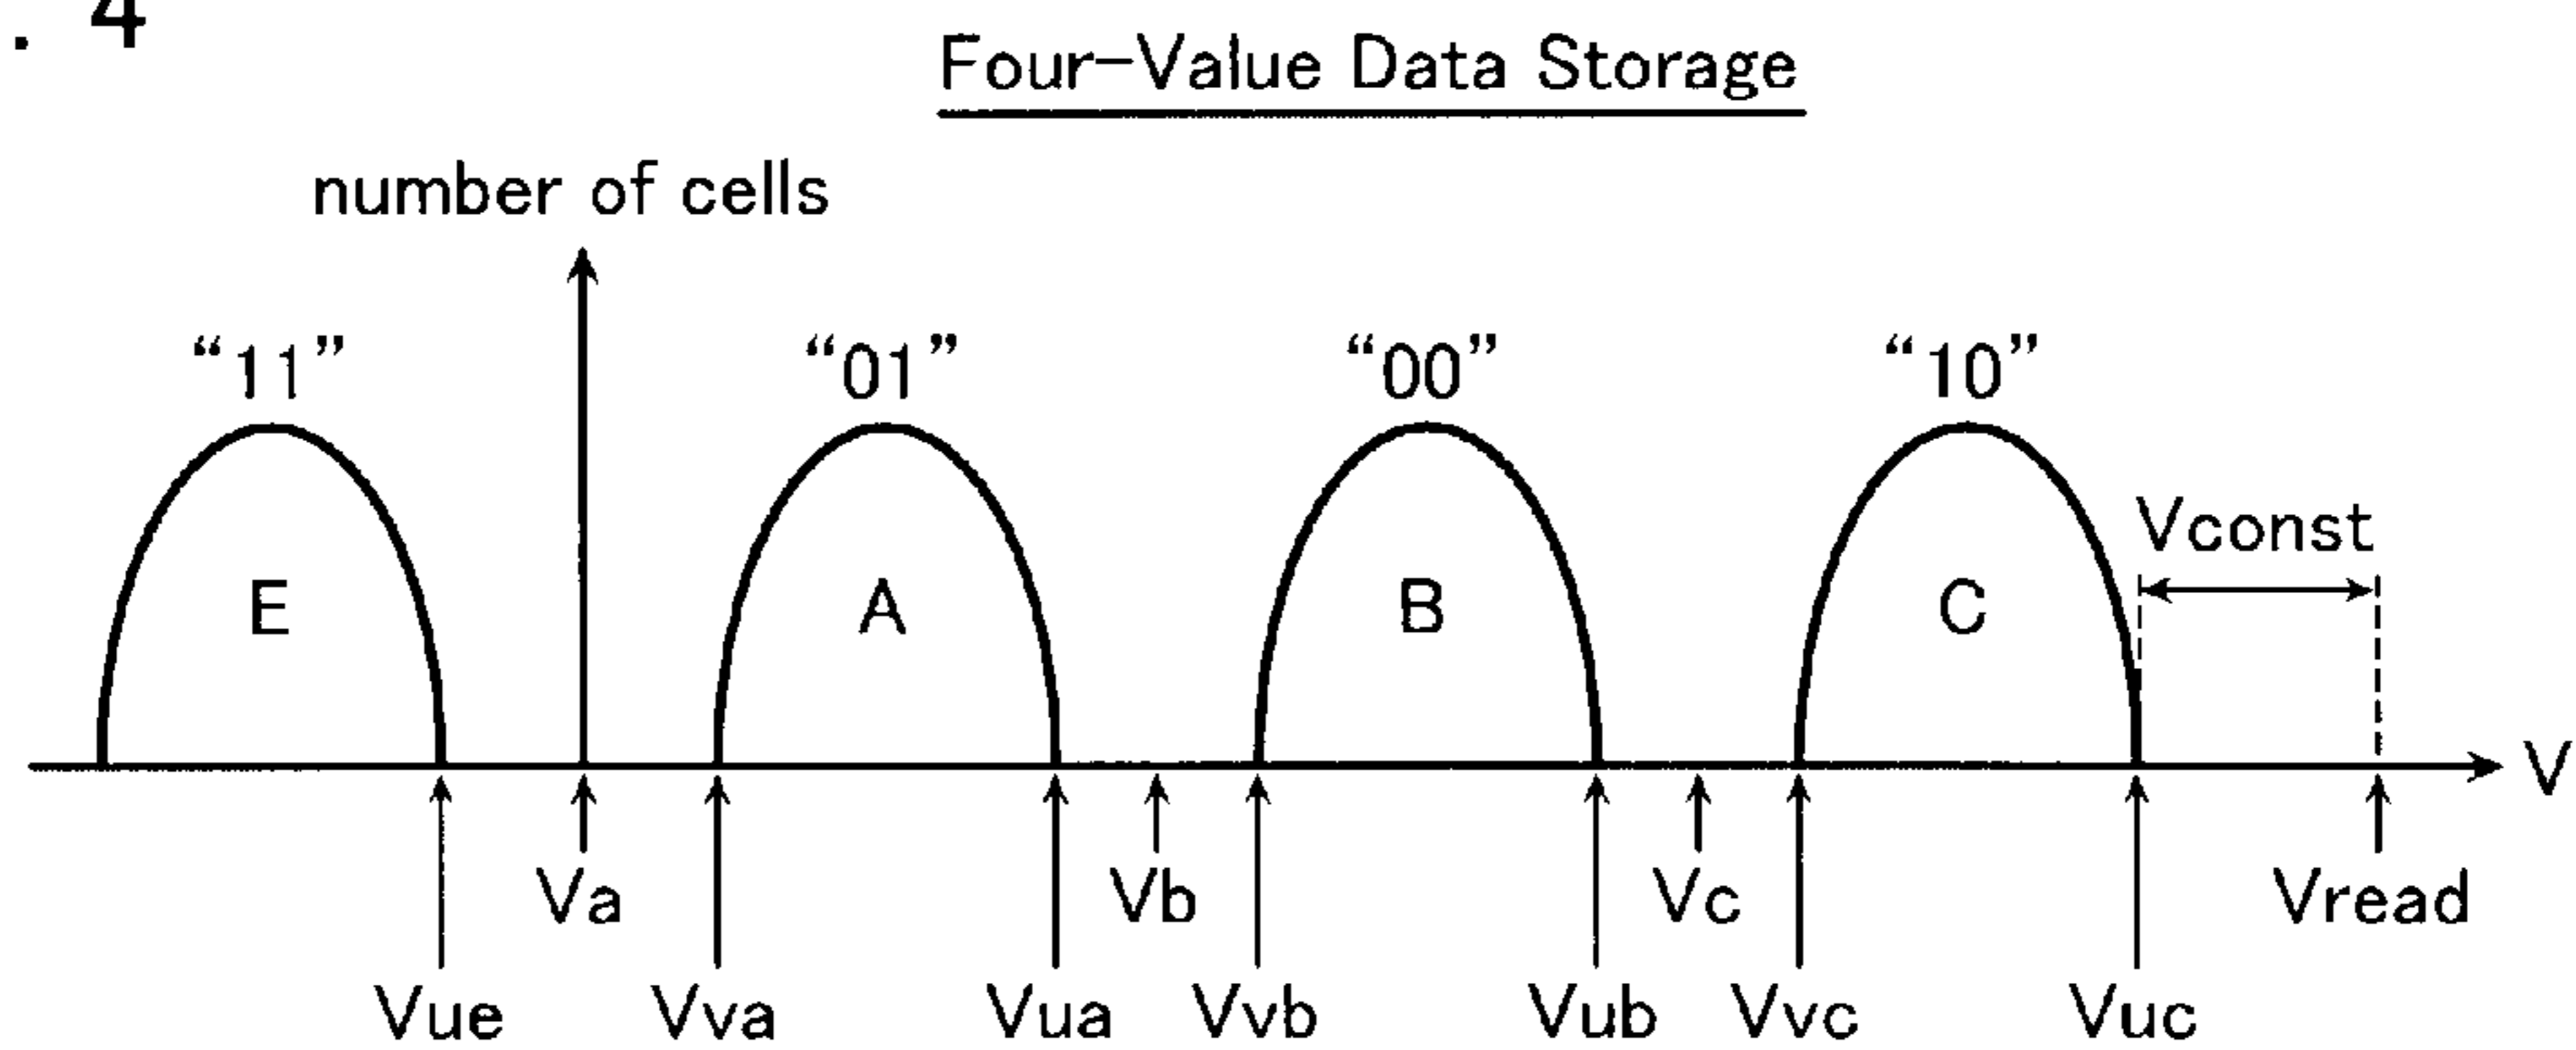 . 4
Four-Value Data Storage
number of cells
“11” “01” “00” “10”
Vconst
E A B C
V
Va Vb Vc Vread
Vue Vva Vua Vvb Vub Vvc Vuc